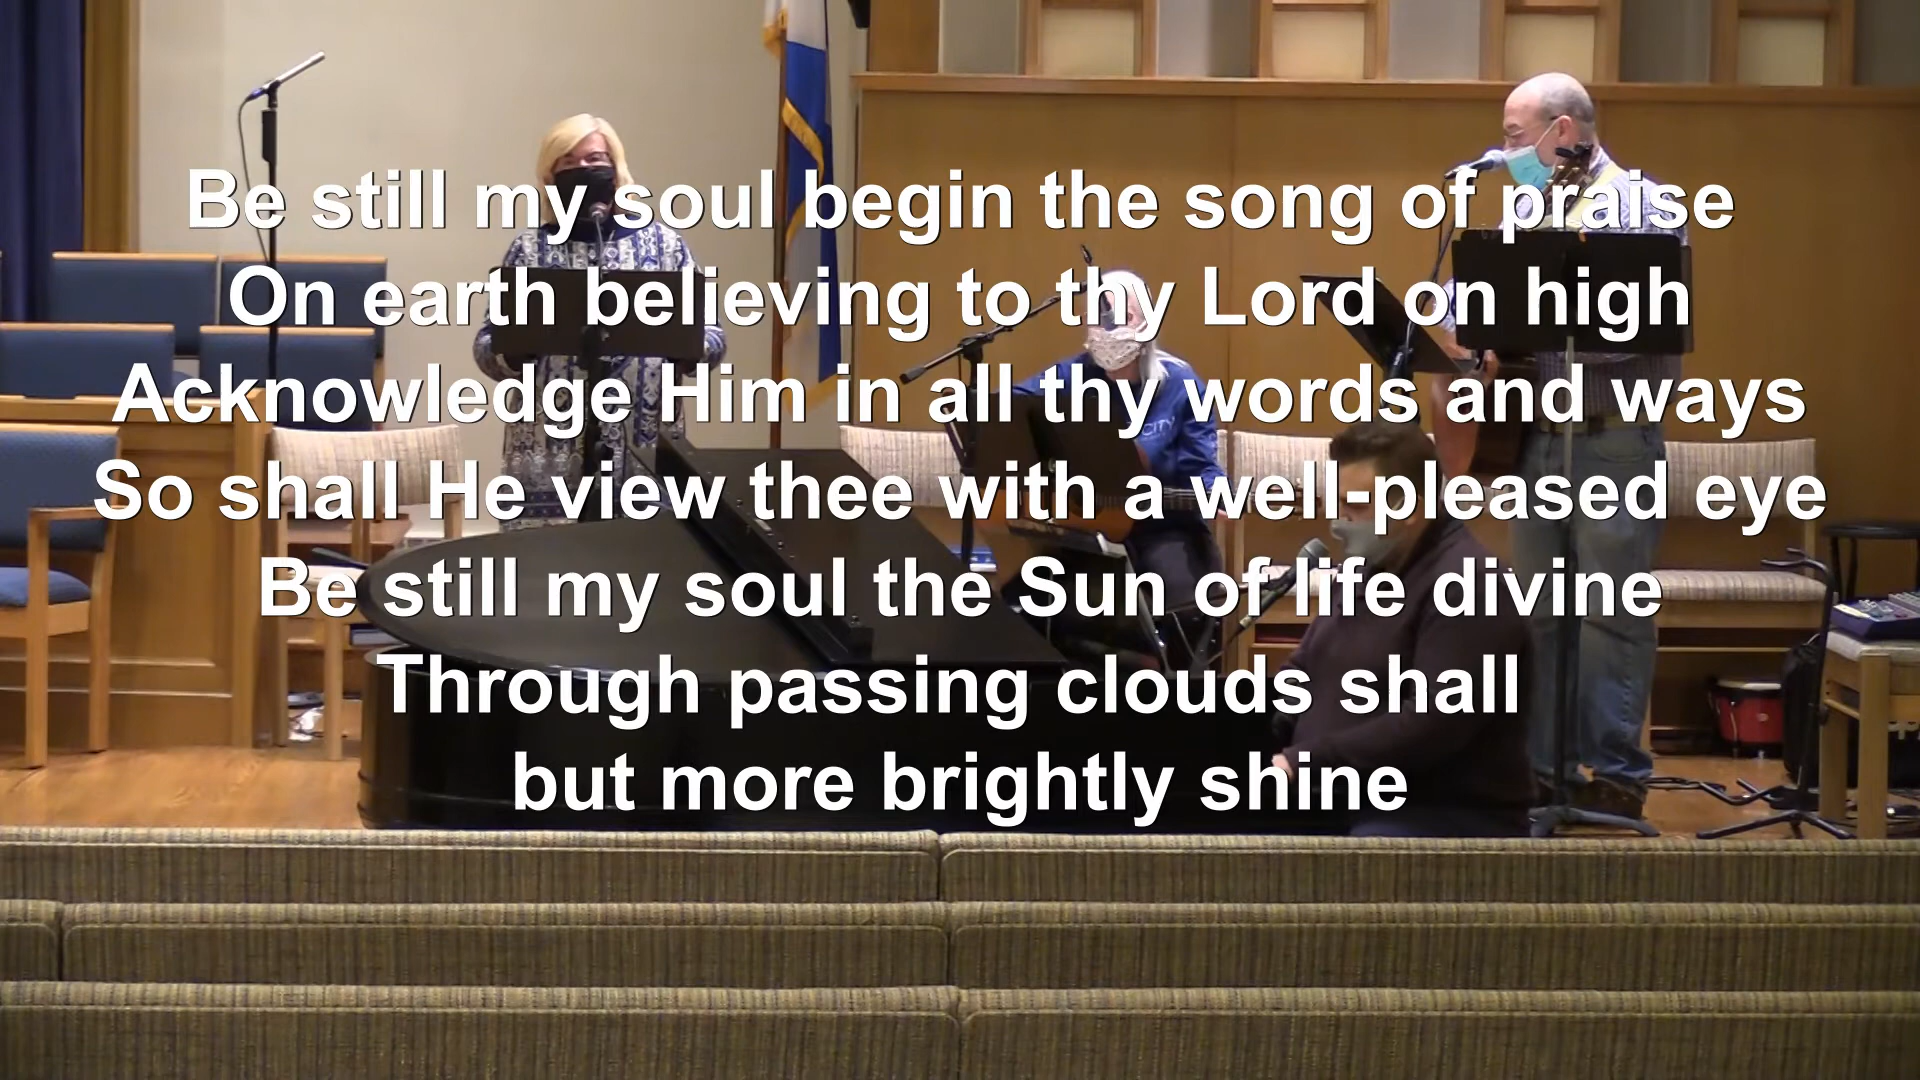 Be still my soul begin the song of praise
On earth believing to thy Lord on high
Acknowledge Him in all thy words and ways
So shall He view thee with a well-pleased eye
Be still my soul the Sun of life divine
Through passing clouds shall
but more brightly shine